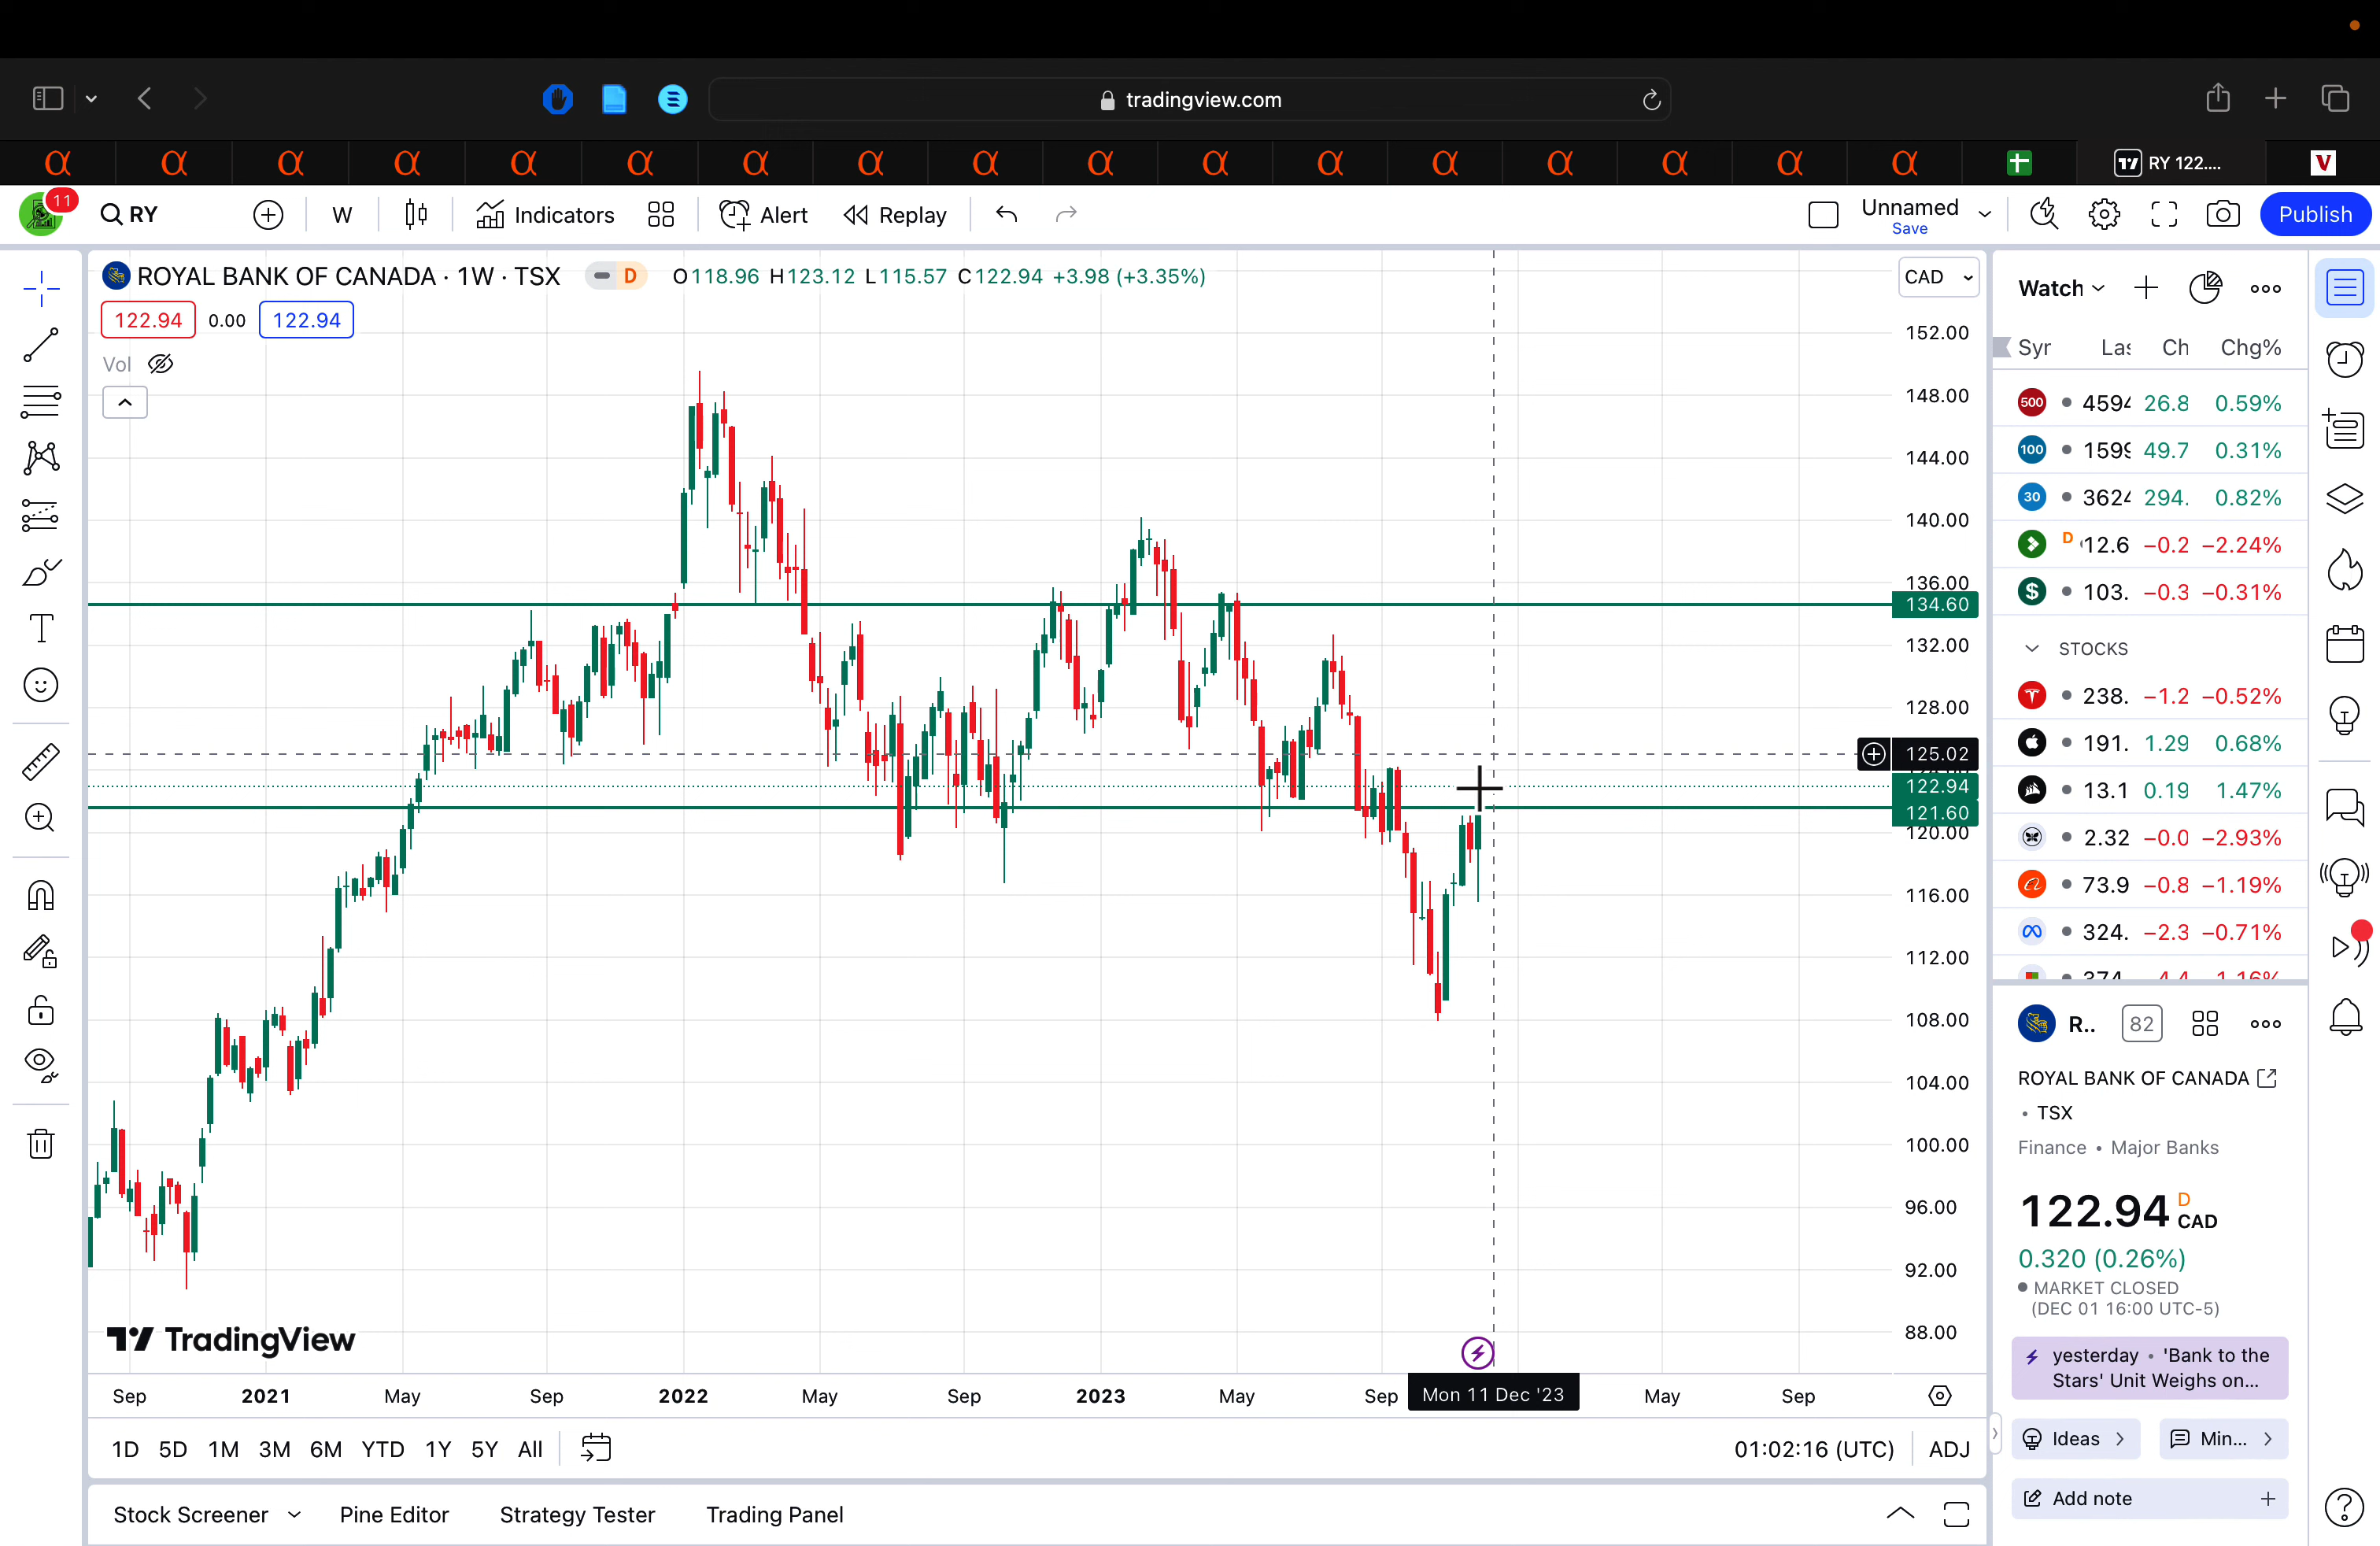 tradingview.com
α α α α α α α α α α α α α α α α α RY 122.... V
11 RY W Indicators Alert Replay Unnamed Save Publish
ROYAL BANK OF CANADA · 1W · TSX D O118.96 H123.12 L115.57 C122.94 +3.98 (+3.35%)
122.94 0.00 122.94
Vol
CAD
152.00
148.00
144.00
140.00
136.00
134.60
132.00
128.00
125.02
122.94
121.60
120.00
116.00
112.00
108.00
104.00
100.00
96.00
92.00
88.00
TradingView
Sep 2021 May Sep 2022 May Sep 2023 May Sep Mon 11 Dec '23 May Sep
1D 5D 1M 3M 6M YTD 1Y 5Y All 01:02:16 (UTC) ADJ
Stock Screener Pine Editor Strategy Tester Trading Panel
Watch
Chg%
500 26.8 0.59%
100 49.7 0.31%
30 294. 0.82%
D 12.6 −0.2 −2.24%
$ 103. −0.3 −0.31%
STOCKS
238. −1.2 −0.52%
191. 1.29 0.68%
13.1 0.19 1.47%
2.32 −0.0 −2.93%
73.9 −0.8 −1.19%
324. −2.3 −0.71%
R.. 82
ROYAL BANK OF CANADA
• TSX
Finance • Major Banks
122.94 D CAD
0.320 (0.26%)
MARKET CLOSED
(DEC 01 16:00 UTC-5)
yesterday • 'Bank to the
Stars' Unit Weighs on...
Ideas Min...
Add note